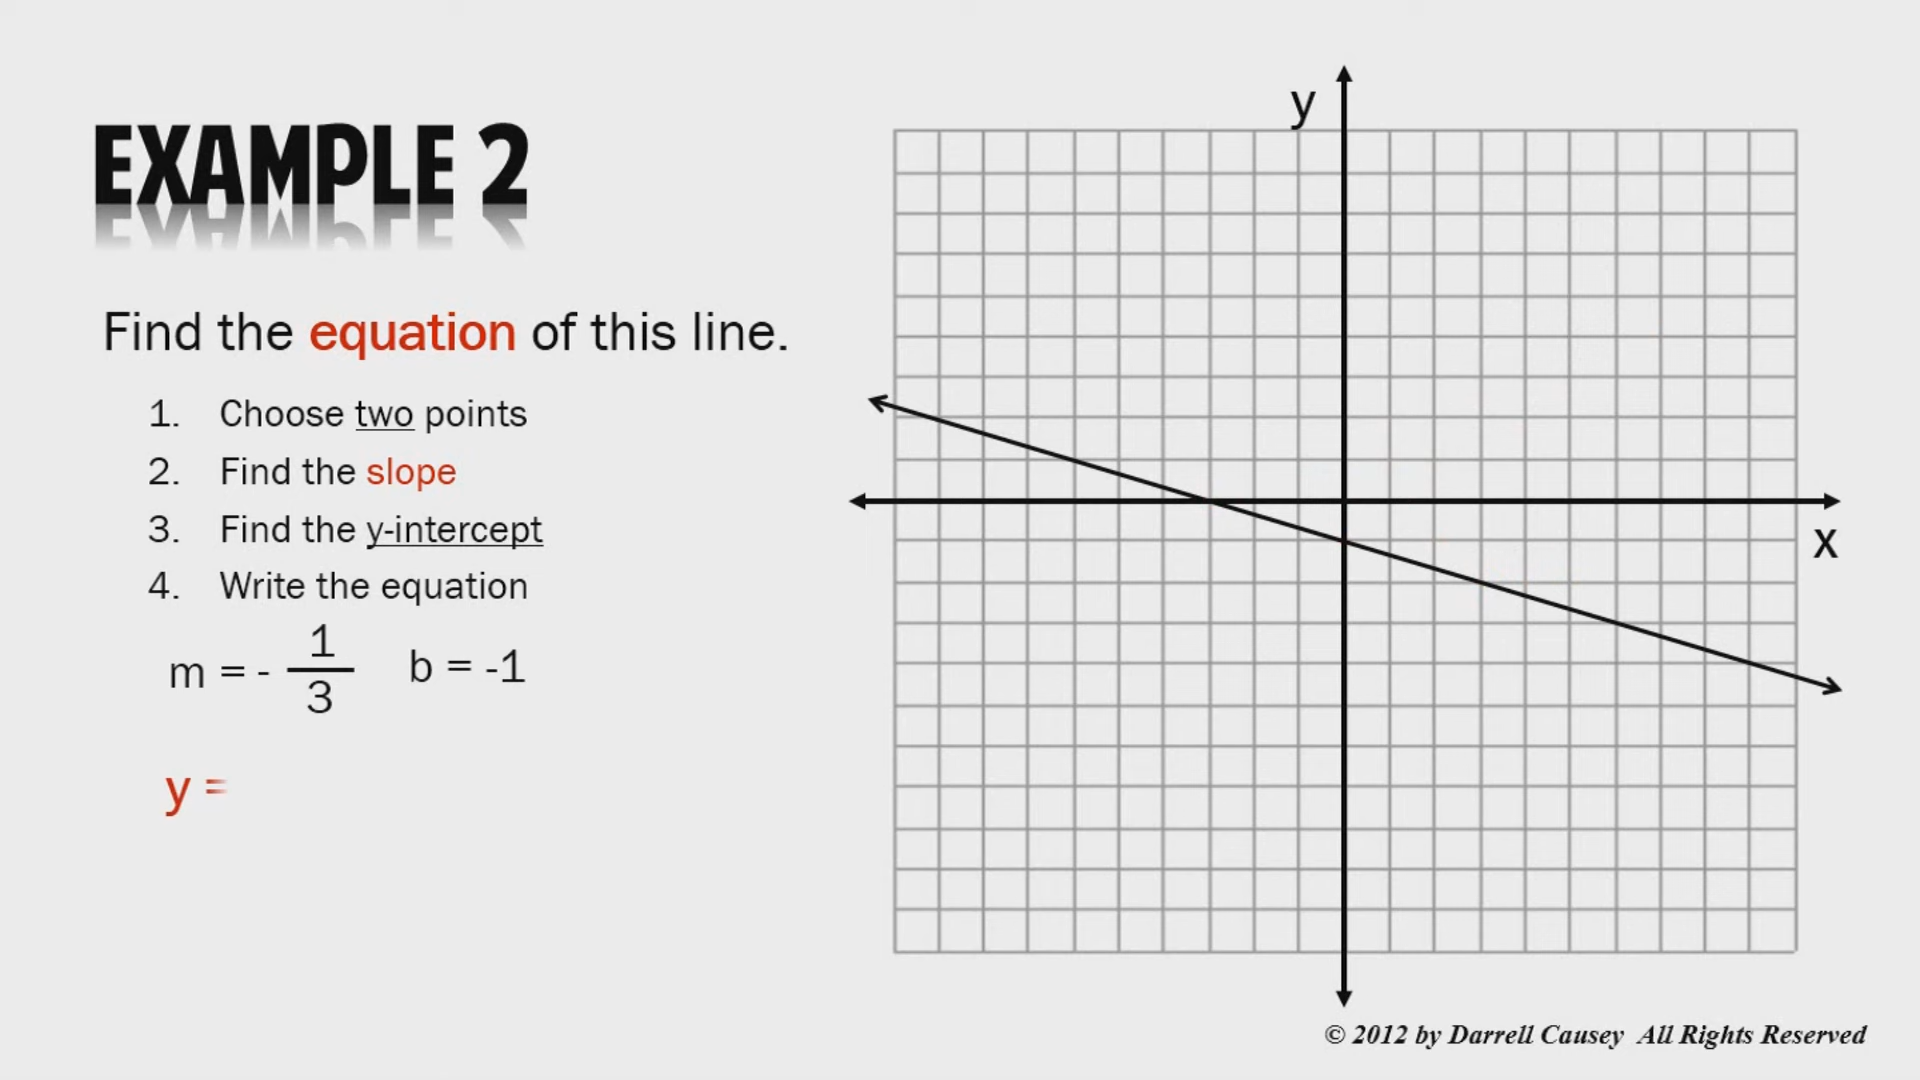 EXAMPLE 2
Find the equation of this line.
1. Choose two points
2. Find the slope
3. Find the y-intercept
4. Write the equation
m = - 1/3 b = -1
y =
y
x
© 2012 by Darrell Causey All Rights Reserved